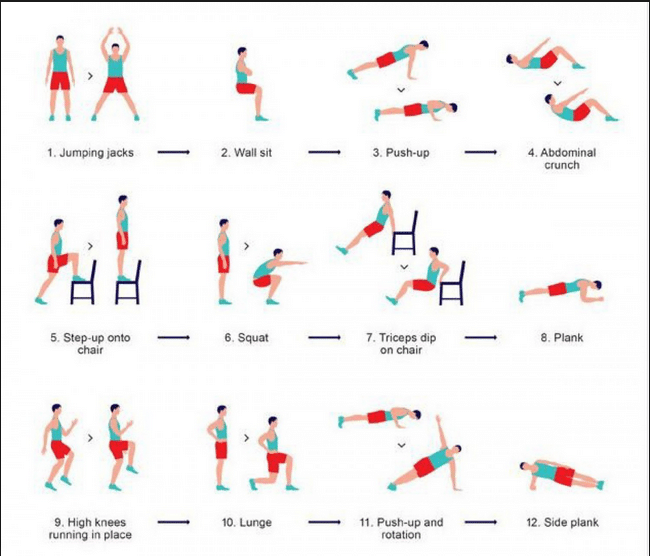 1. Jumping jacks
2. Wall sit
3. Push-up
4. Abdominal
crunch
5. Step-up onto
chair
6. Squat
7. Triceps dip
on chair
8. Plank
9. High knees
running in place
10. Lunge
11. Push-up and
rotation
12. Side plank